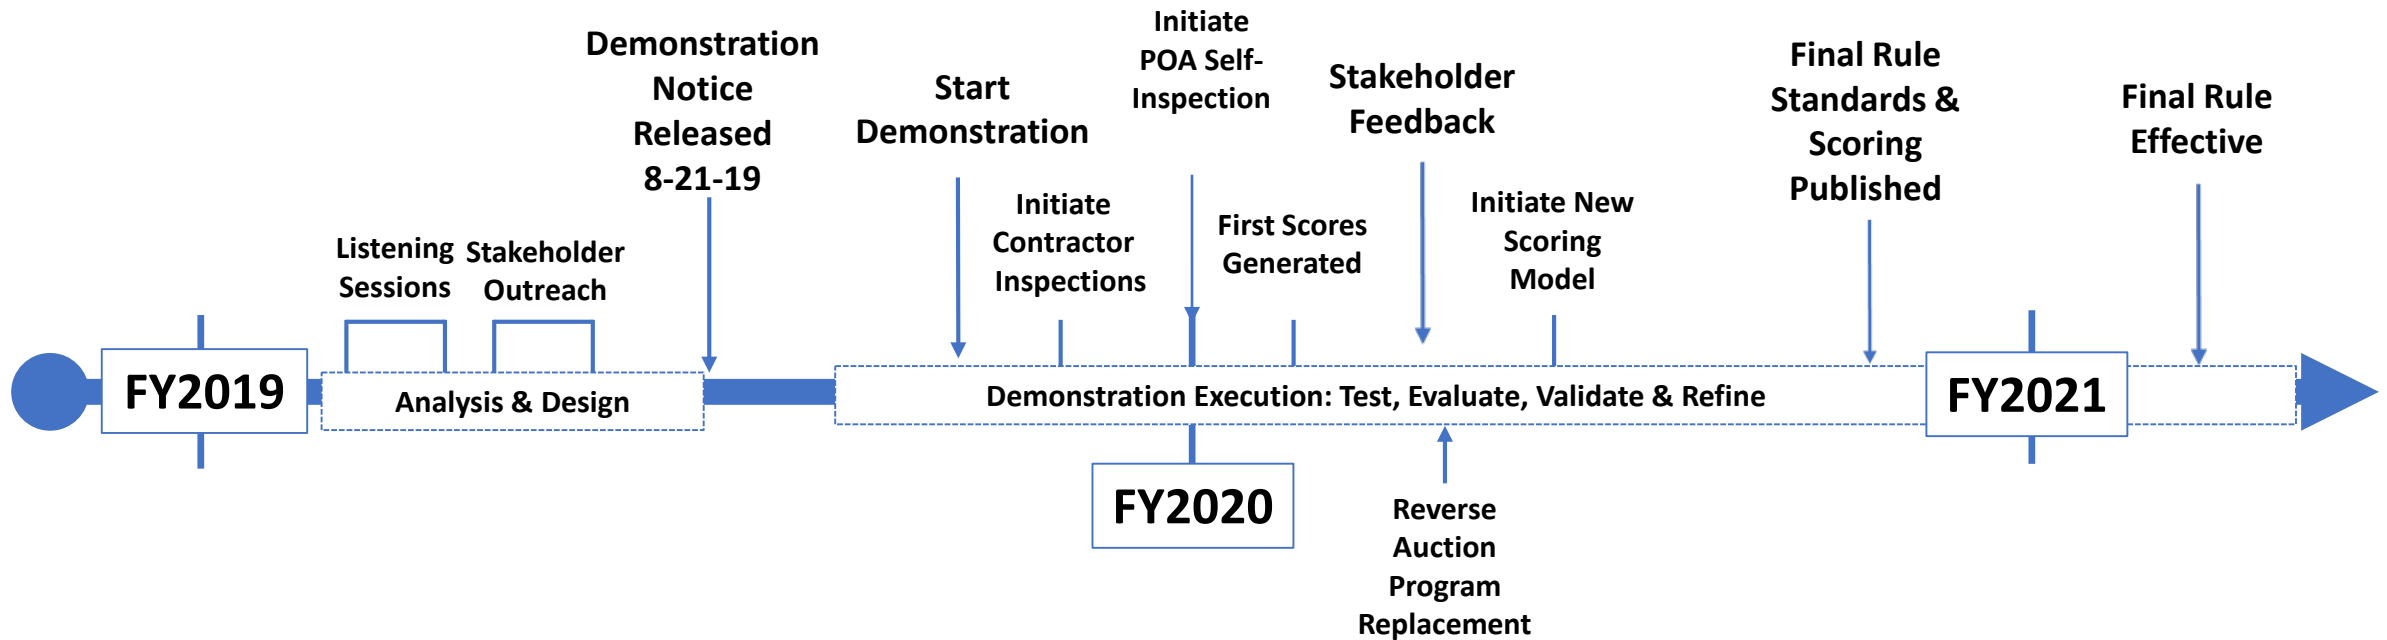 Demonstration
Notice
Released
8-21-19
Start
Demonstration
Initiate
POA Self-
Inspection
Stakeholder
Feedback
Final Rule
Standards &
Scoring
Published
Final Rule
Effective
Listening
Sessions
Stakeholder
Outreach
Initiate
Contractor
Inspections
First Scores
Generated
Initiate New
Scoring
Model
FY2019
Analysis & Design
Demonstration Execution: Test, Evaluate, Validate & Refine
FY2021
FY2020
Reverse
Auction
Program
Replacement